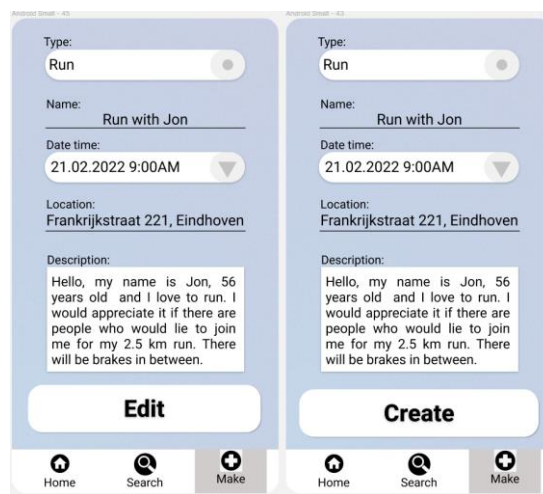 Android Small - 45
Type:
Run
Name:
Run with Jon
Date time:
21.02.2022 9:00AM
Location:
Frankrijkstraat 221, Eindhoven
Description:
Hello, my name is Jon, 56
years old and I love to run. I
would appreciate it if there are
people who would lie to join
me for my 2.5 km run. There
will be brakes in between.
Edit
Home
Search
Make
Android Small - 43
Type:
Run
Name:
Run with Jon
Date time:
21.02.2022 9:00AM
Location:
Frankrijkstraat 221, Eindhoven
Description:
Hello, my name is Jon, 56
years old and I love to run. I
would appreciate it if there are
people who would lie to join
me for my 2.5 km run. There
will be brakes in between.
Create
Home
Search
Make